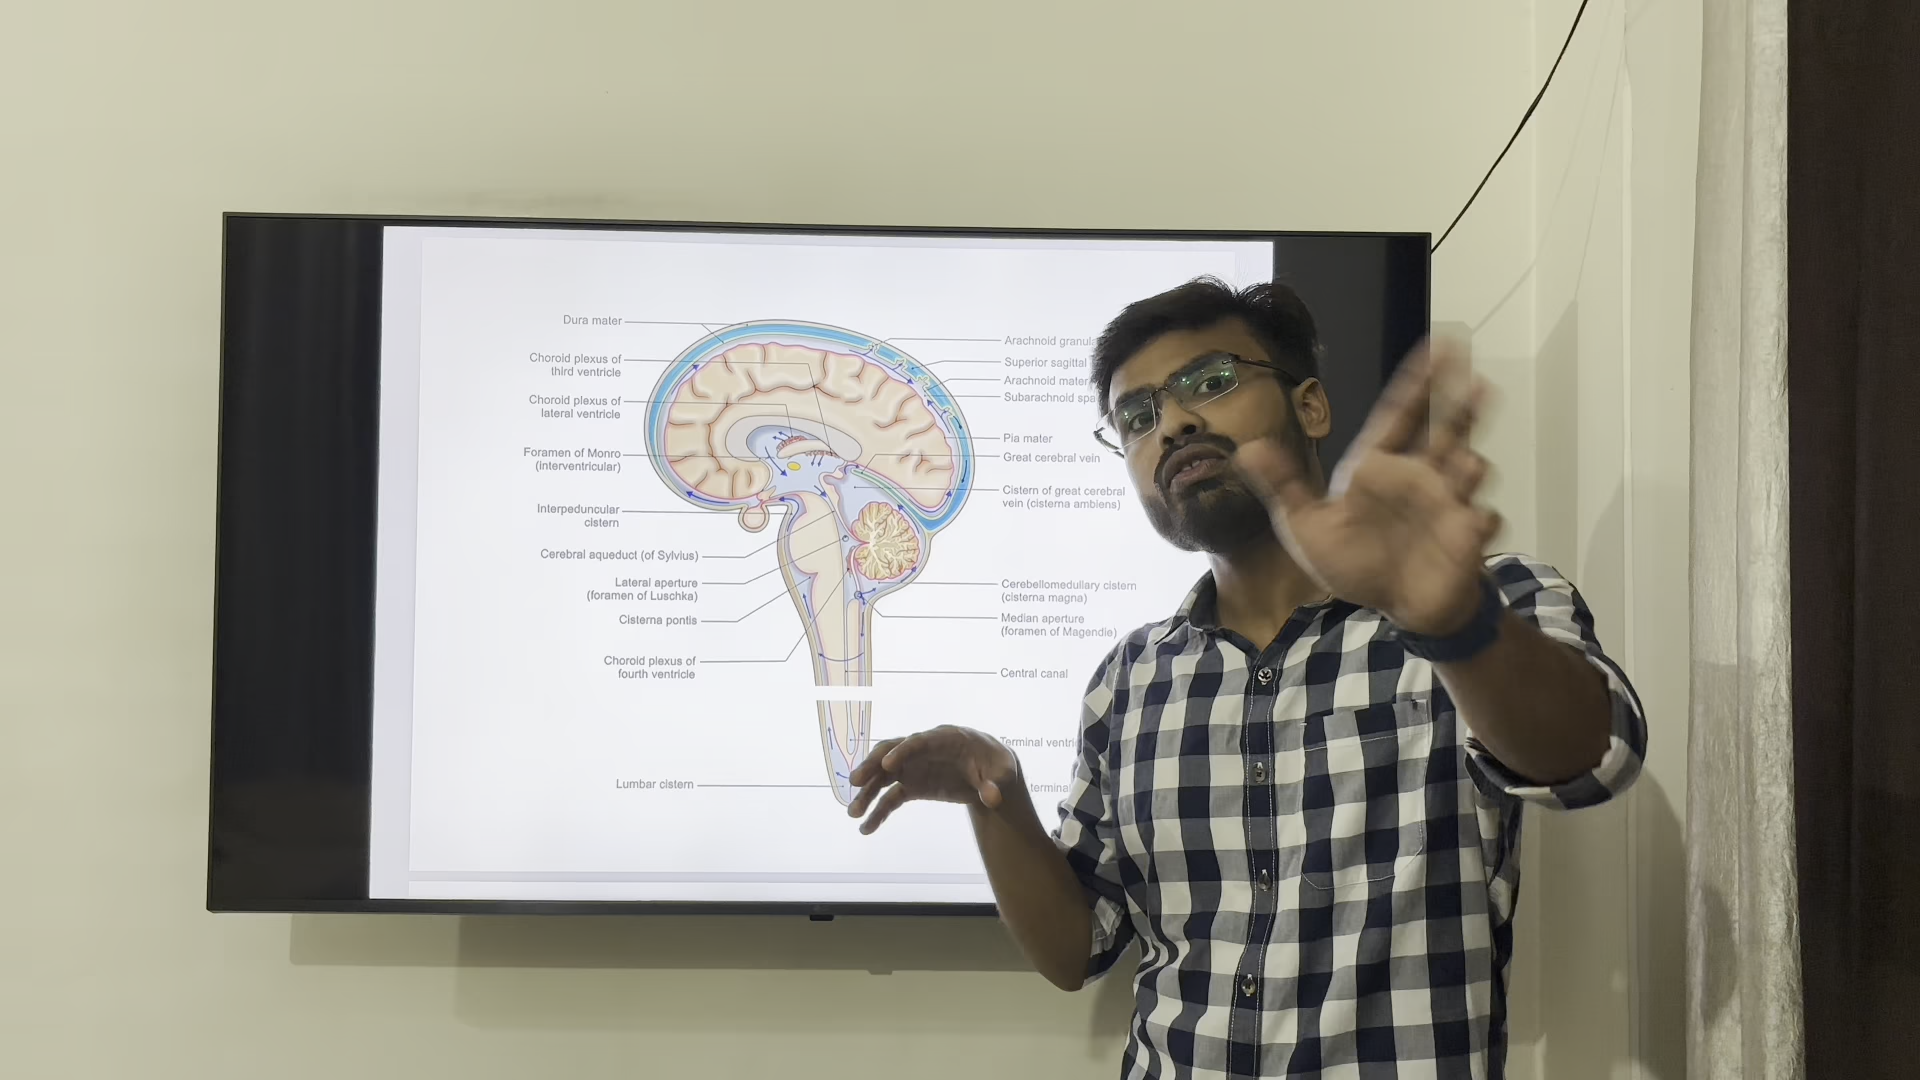 Dura mater
Choroid plexus of
third ventricle
Choroid plexus of
lateral ventricle
Foramen of Monro
(interventricular)
Interpeduncular
cistern
Cerebral aqueduct (of Sylvius)
Lateral aperture
(foramen of Luschka)
Cisterna pontis
Choroid plexus of
fourth ventricle
Lumbar cistern
Arachnoid
Superior sagittal
Arachnoid mater
Subarachnoid
Pia mater
Great cerebral vein
Cistern of great cerebral
vein (cisterna ambiens)
Cerebellomedullary cistern
(cisterna magna)
Median aperture
(foramen of Magendie)
Central canal
Terminal